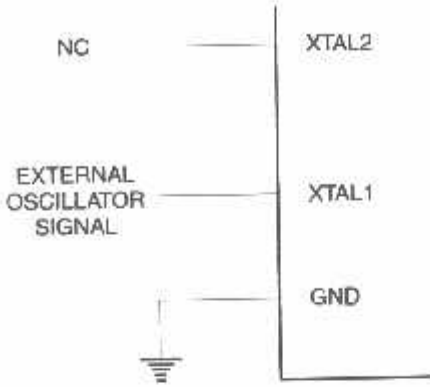 NC
XTAL2
EXTERNAL
OSCILLATOR
SIGNAL
XTAL1
GND